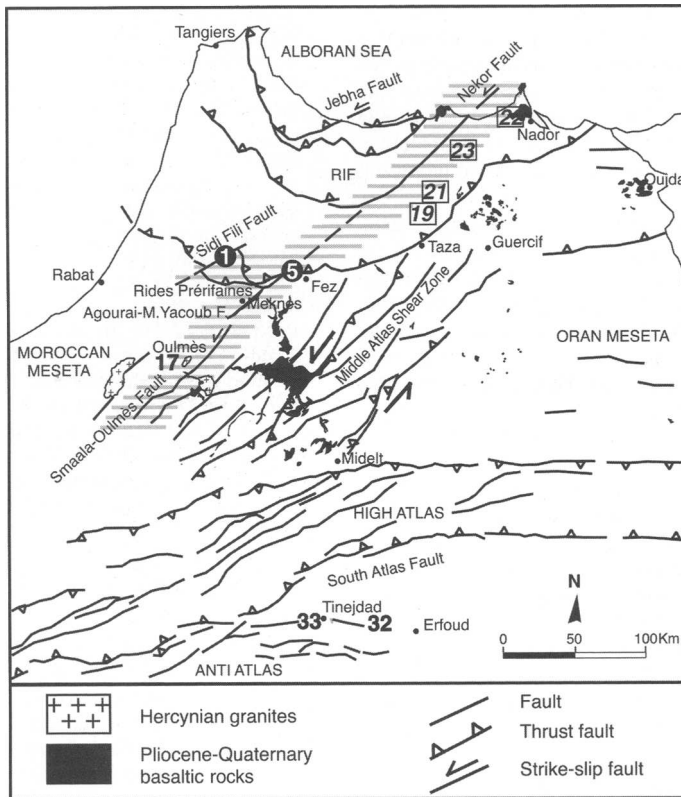 Tangiers
ALBORAN SEA
Jebha Fault
Nekor Fault
22
Nador
23
RIF
Oujda
21
19
Sidi Fili Fault
Taza
Guercif
1
5
Rabat
Rides Prérifaines
Fez
Meknes
Agourai-M.Yacoub F.
Middle Atlas Shear Zone
Oulmès
MOROCCAN
MESETA
17
ORAN MESETA
Smaala-Oulmès Fault
Midelt
HIGH ATLAS
South Atlas Fault
N
33
Tinejdad
32
Erfoud
0 50 100Km
ANTI ATLAS
Hercynian granites
Pliocene-Quaternary
basaltic rocks
Fault
Thrust fault
Strike-slip fault